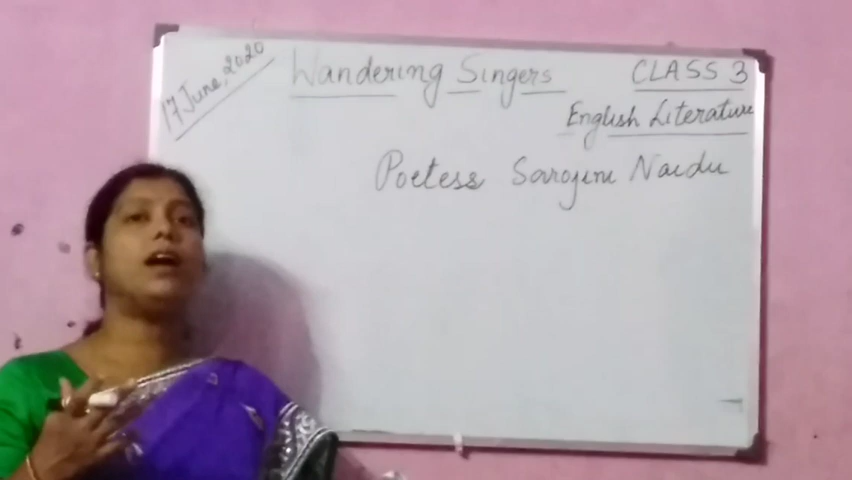 17 June, 2020
Wandering Singers
CLASS 3
English Literature
Poetess Sarojini Naidu